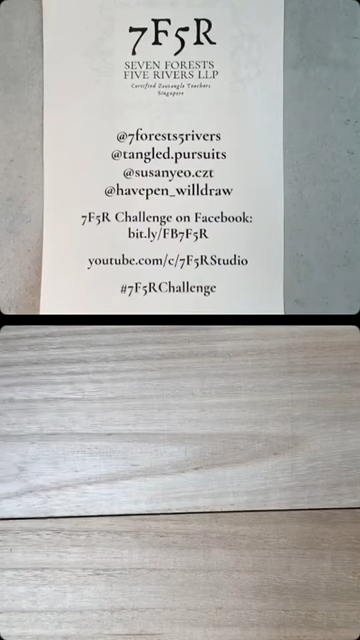 7F5R
SEVEN FORESTS
FIVE RIVERS LLP
Certified Zentangle Teachers
Singapore
@7forests5rivers
@tangled.pursuits
@susanyeo.czt
@havepen_willdraw
7F5R Challenge on Facebook:
bit.ly/FB7F5R
youtube.com/c/7F5RStudio
#7F5RChallenge